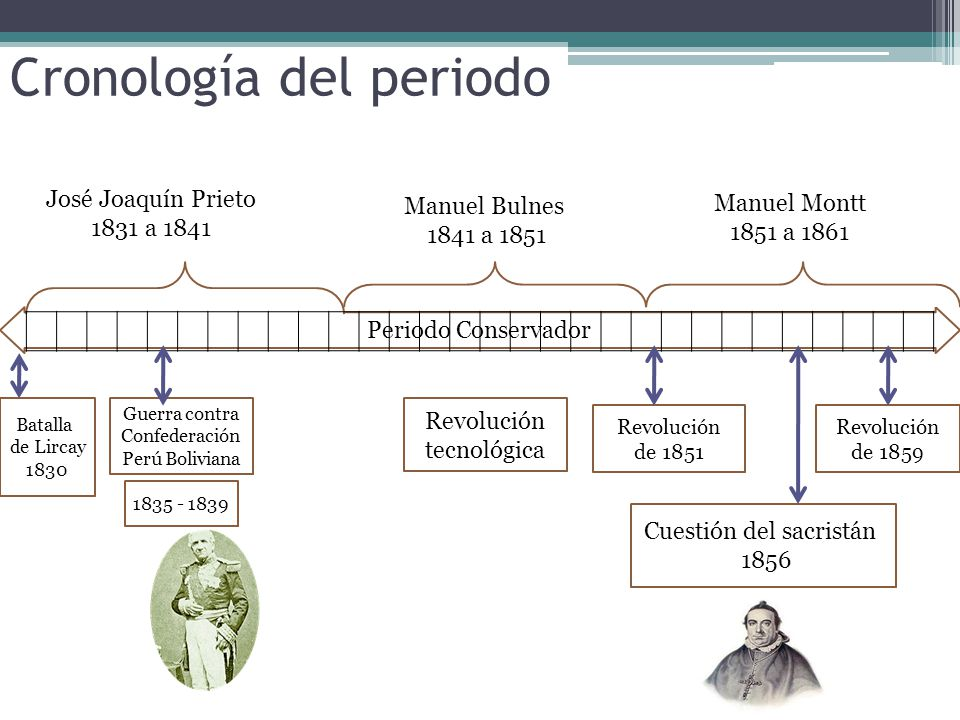 Cronología del periodo
José Joaquín Prieto
1831 a 1841
Manuel Bulnes
1841 a 1851
Manuel Montt
1851 a 1861
Periodo Conservador
Batalla
de Lircay
1830
Guerra contra
Confederación
Perú Boliviana
1835 - 1839
Revolución
tecnológica
Revolución
de 1851
Revolución
de 1859
Cuestión del sacristán
1856